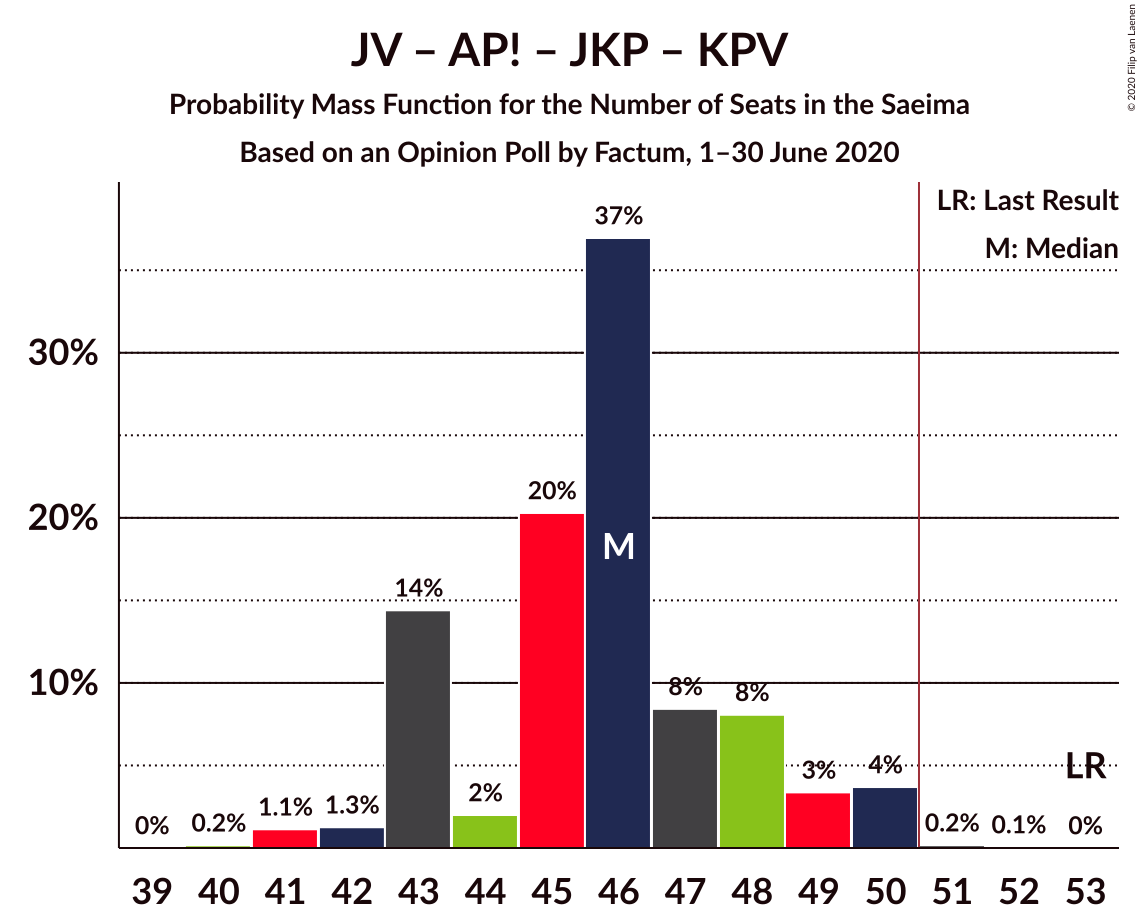 JV – AP! – JKP – KPV
Probability Mass Function for the Number of Seats in the Saeima
Based on an Opinion Poll by Factum, 1–30 June 2020
© 2020 Filip van Laenen
LR: Last Result
M: Median
30%
20%
10%
0%
0.2%
1.1%
1.3%
14%
2%
20%
37%
M
8%
8%
3%
4%
0.2%
0.1%
LR
0%
39 40 41 42 43 44 45 46 47 48 49 50 51 52 53